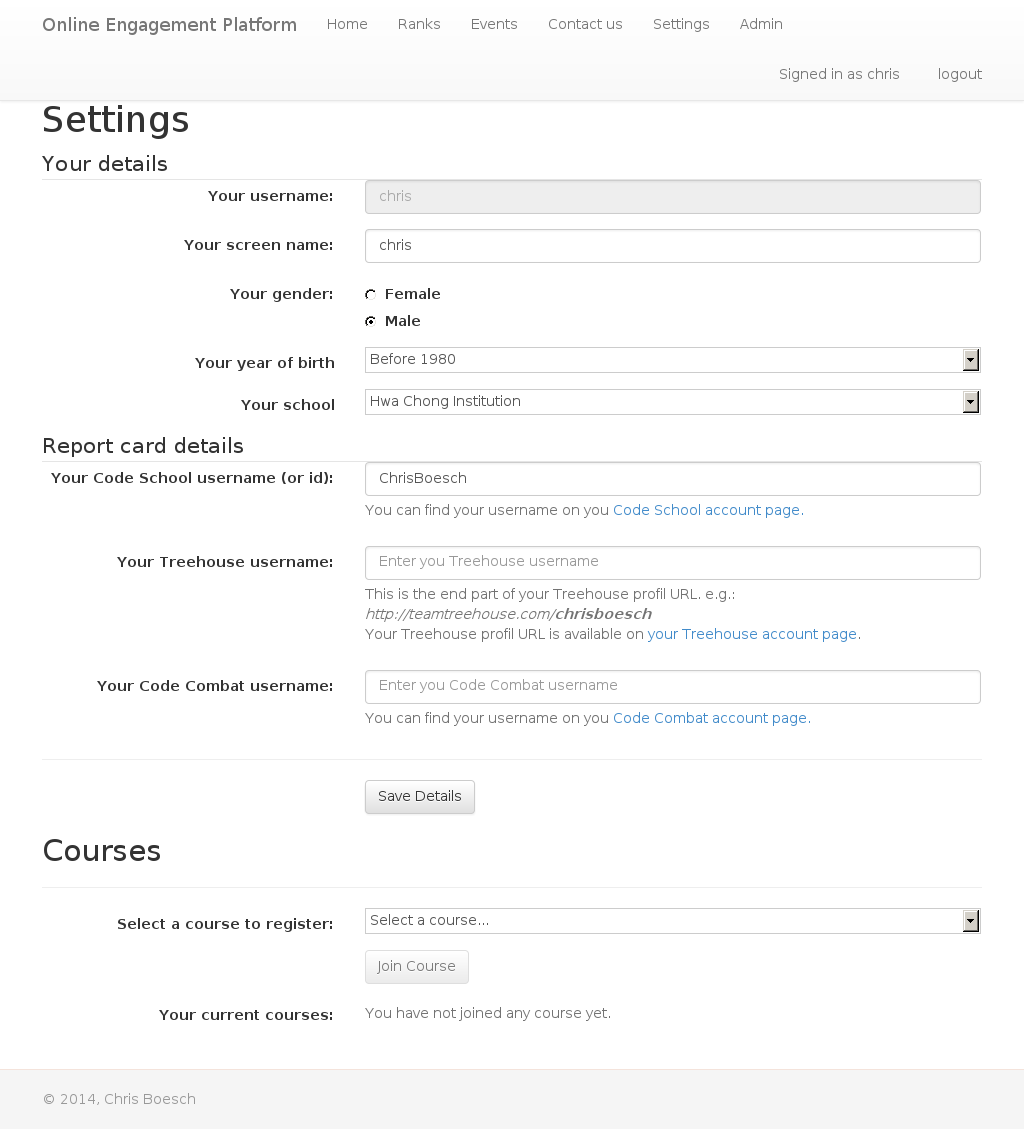 Online Engagement Platform Home Ranks Events Contact us Settings Admin
Signed in as chris logout
Settings
Your details
Your username: chris
Your screen name: chris
Your gender: Female
Male
Your year of birth Before 1980
Your school Hwa Chong Institution
Report card details
Your Code School username (or id): ChrisBoesch
You can find your username on you Code School account page.
Your Treehouse username: Enter you Treehouse username
This is the end part of your Treehouse profil URL. e.g.:
http://teamtreehouse.com/chrisboesch
Your Treehouse profil URL is available on your Treehouse account page.
Your Code Combat username: Enter you Code Combat username
You can find your username on you Code Combat account page.
Save Details
Courses
Select a course to register: Select a course...
Join Course
Your current courses: You have not joined any course yet.
© 2014, Chris Boesch